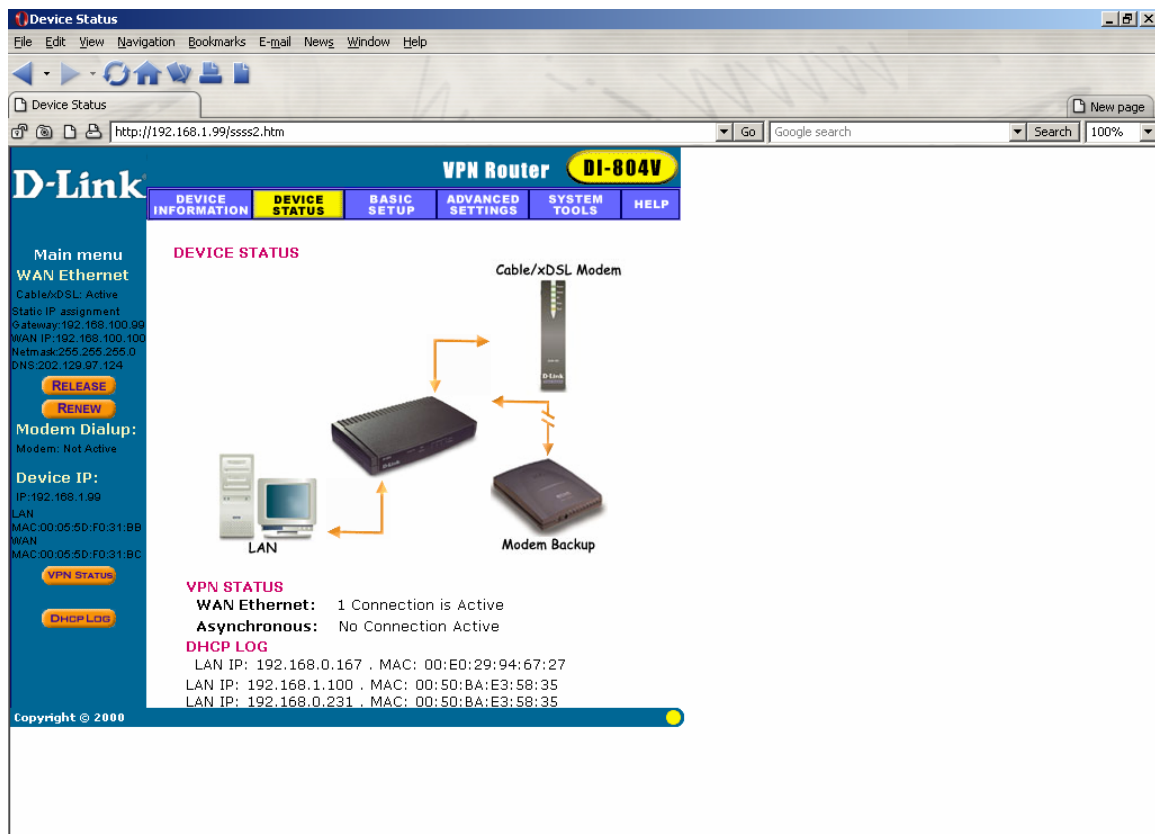 Device Status
File Edit View Navigation Bookmarks E-mail News Window Help
Device Status
New page
http://192.168.1.99/ssss2.htm
Go
Google search
Search
100%
D-Link
VPN Router DI-804V
DEVICE INFORMATION
DEVICE STATUS
BASIC SETUP
ADVANCED SETTINGS
SYSTEM TOOLS
HELP
Main menu
WAN Ethernet
Cable/xDSL: Active
Static IP assignment
Gateway:192.168.100.99
WAN IP:192.168.100.100
Netmask:255.255.255.0
DNS:202.129.97.124
RELEASE
RENEW
Modem Dialup:
Modem: Not Active
Device IP:
IP:192.168.1.99
LAN
MAC:00:05:5D:F0:31:BB
WAN
MAC:00:05:5D:F0:31:BC
VPN STATUS
DHCP LOG
DEVICE STATUS
Cable/xDSL Modem
D-Link
D-Link
LAN
Modem Backup
VPN STATUS
WAN Ethernet: 1 Connection is Active
Asynchronous: No Connection Active
DHCP LOG
LAN IP: 192.168.0.167 . MAC: 00:E0:29:94:67:27
LAN IP: 192.168.1.100 . MAC: 00:50:BA:E3:58:35
LAN IP: 192.168.0.231 . MAC: 00:50:BA:E3:58:35
Copyright © 2000